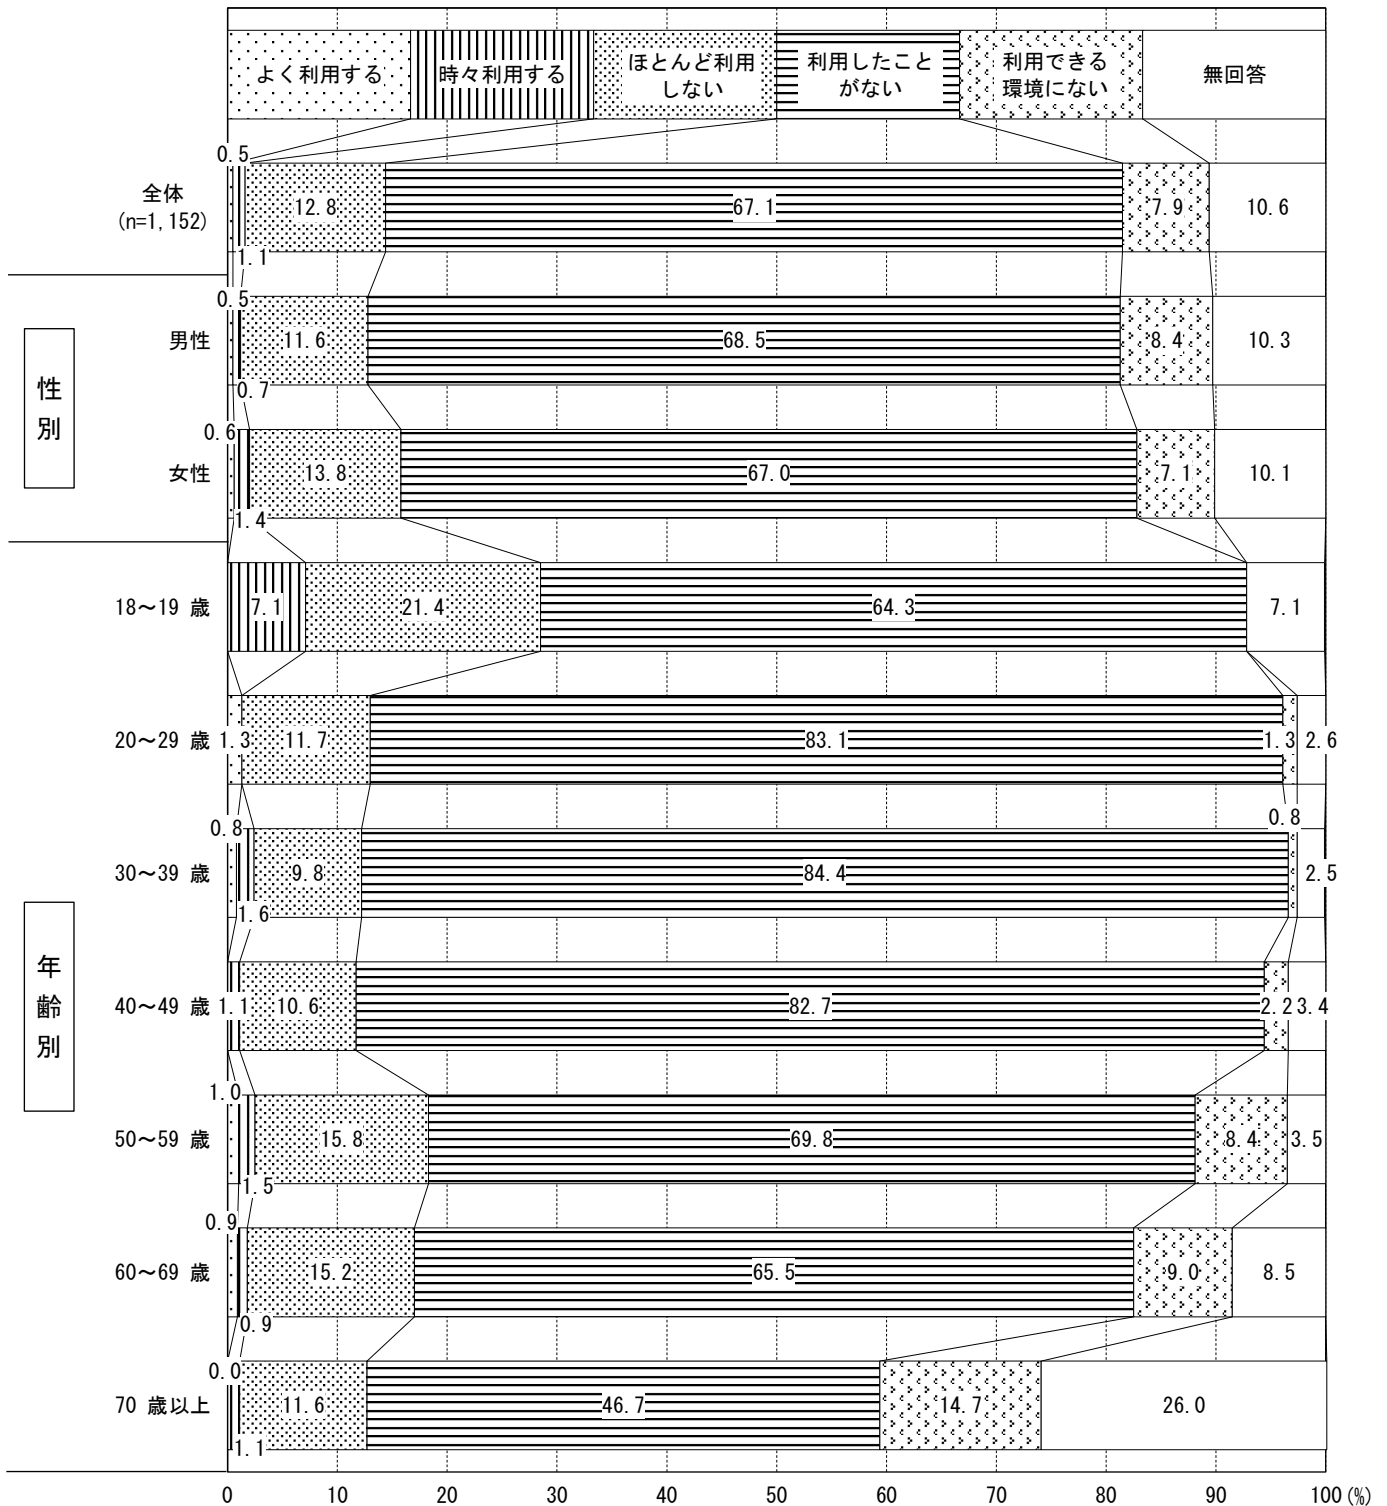 よく利用する
時々利用する
ほとんど利用
しない
利用したこと
がない
利用できる
環境にない
無回答
0.5
全体
(n=1,152)
12.8
67.1
7.9
10.6
1.1
性別
0.5
男性
11.6
68.5
8.4
10.3
0.7
0.6
女性
13.8
67.0
7.1
10.1
1.4
年齢別
18～19 歳
7.1
21.4
64.3
7.1
20～29 歳
1.3
11.7
83.1
1.3
2.6
0.8
0.8
30～39 歳
9.8
84.4
2.5
1.6
40～49 歳
1.1
10.6
82.7
2.2
3.4
1.0
50～59 歳
15.8
69.8
8.4
3.5
1.5
0.9
60～69 歳
15.2
65.5
9.0
8.5
0.9
0.0
70 歳以上
11.6
46.7
14.7
26.0
1.1
0 10 20 30 40 50 60 70 80 90 100 (%)